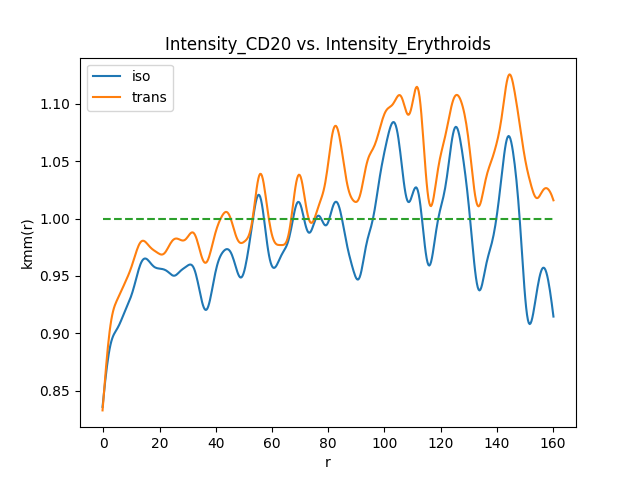 Intensity_CD20 vs. Intensity_Erythroids
iso
trans
kmm(r)
1.10
1.05
1.00
0.95
0.90
0.85
0 20 40 60 80 100 120 140 160
r